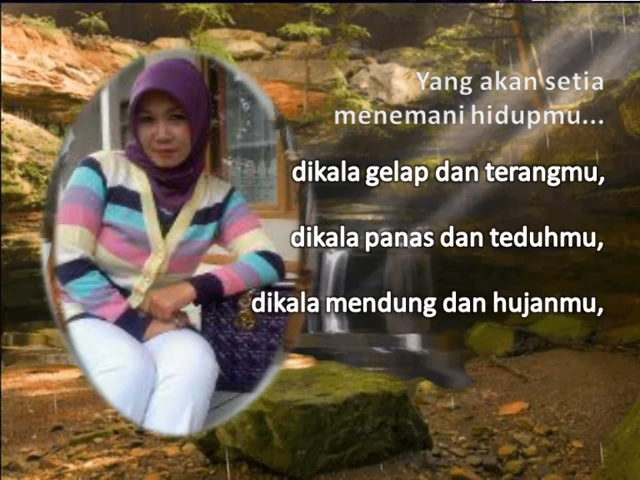 Yang akan setia
menemani hidupmu...
dikala gelap dan terangmu,
dikala panas dan teduhmu,
dikala mendung dan hujanmu,